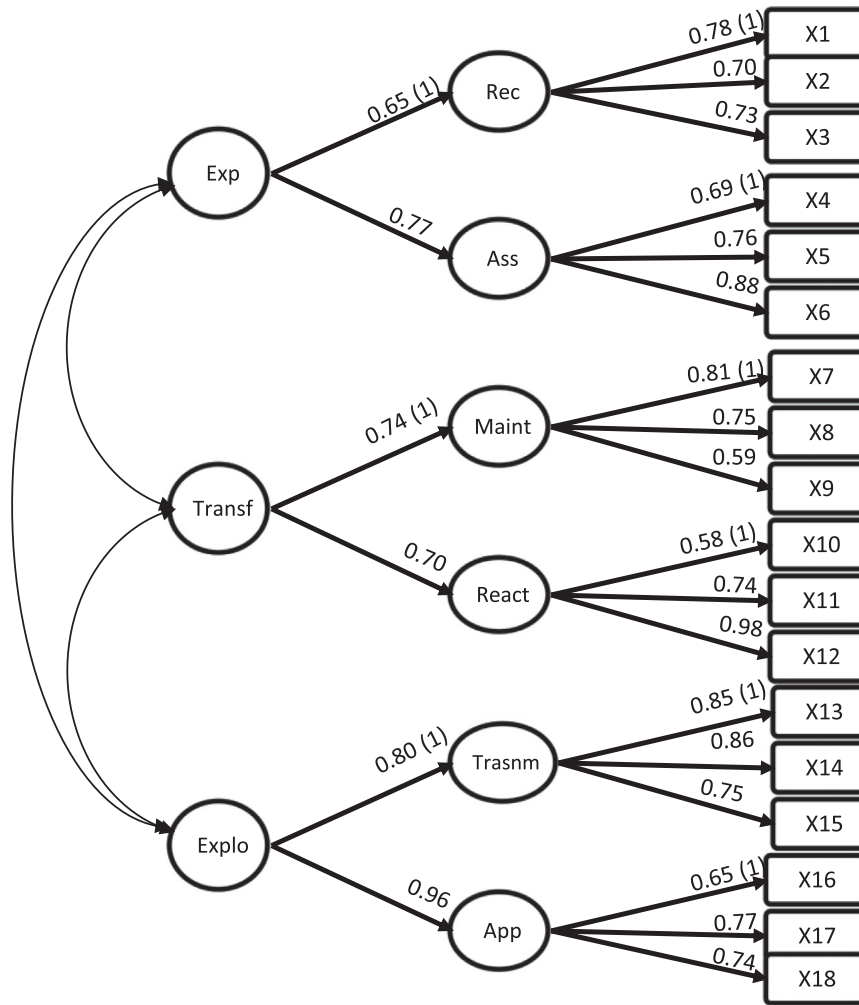 0.78 (1)
X1
0.70
X2
0.65 (1)
Rec
0.73
X3
Exp
0.69 (1)
X4
0.77
Ass
0.76
X5
0.88
X6
0.81 (1)
X7
0.74 (1)
Maint
0.75
X8
0.59
X9
Transf
0.58 (1)
X10
0.70
React
0.74
X11
0.98
X12
0.85 (1)
X13
0.80 (1)
Trasnm
0.86
X14
0.75
X15
Explo
0.65 (1)
X16
0.96
App
0.77
X17
0.74
X18